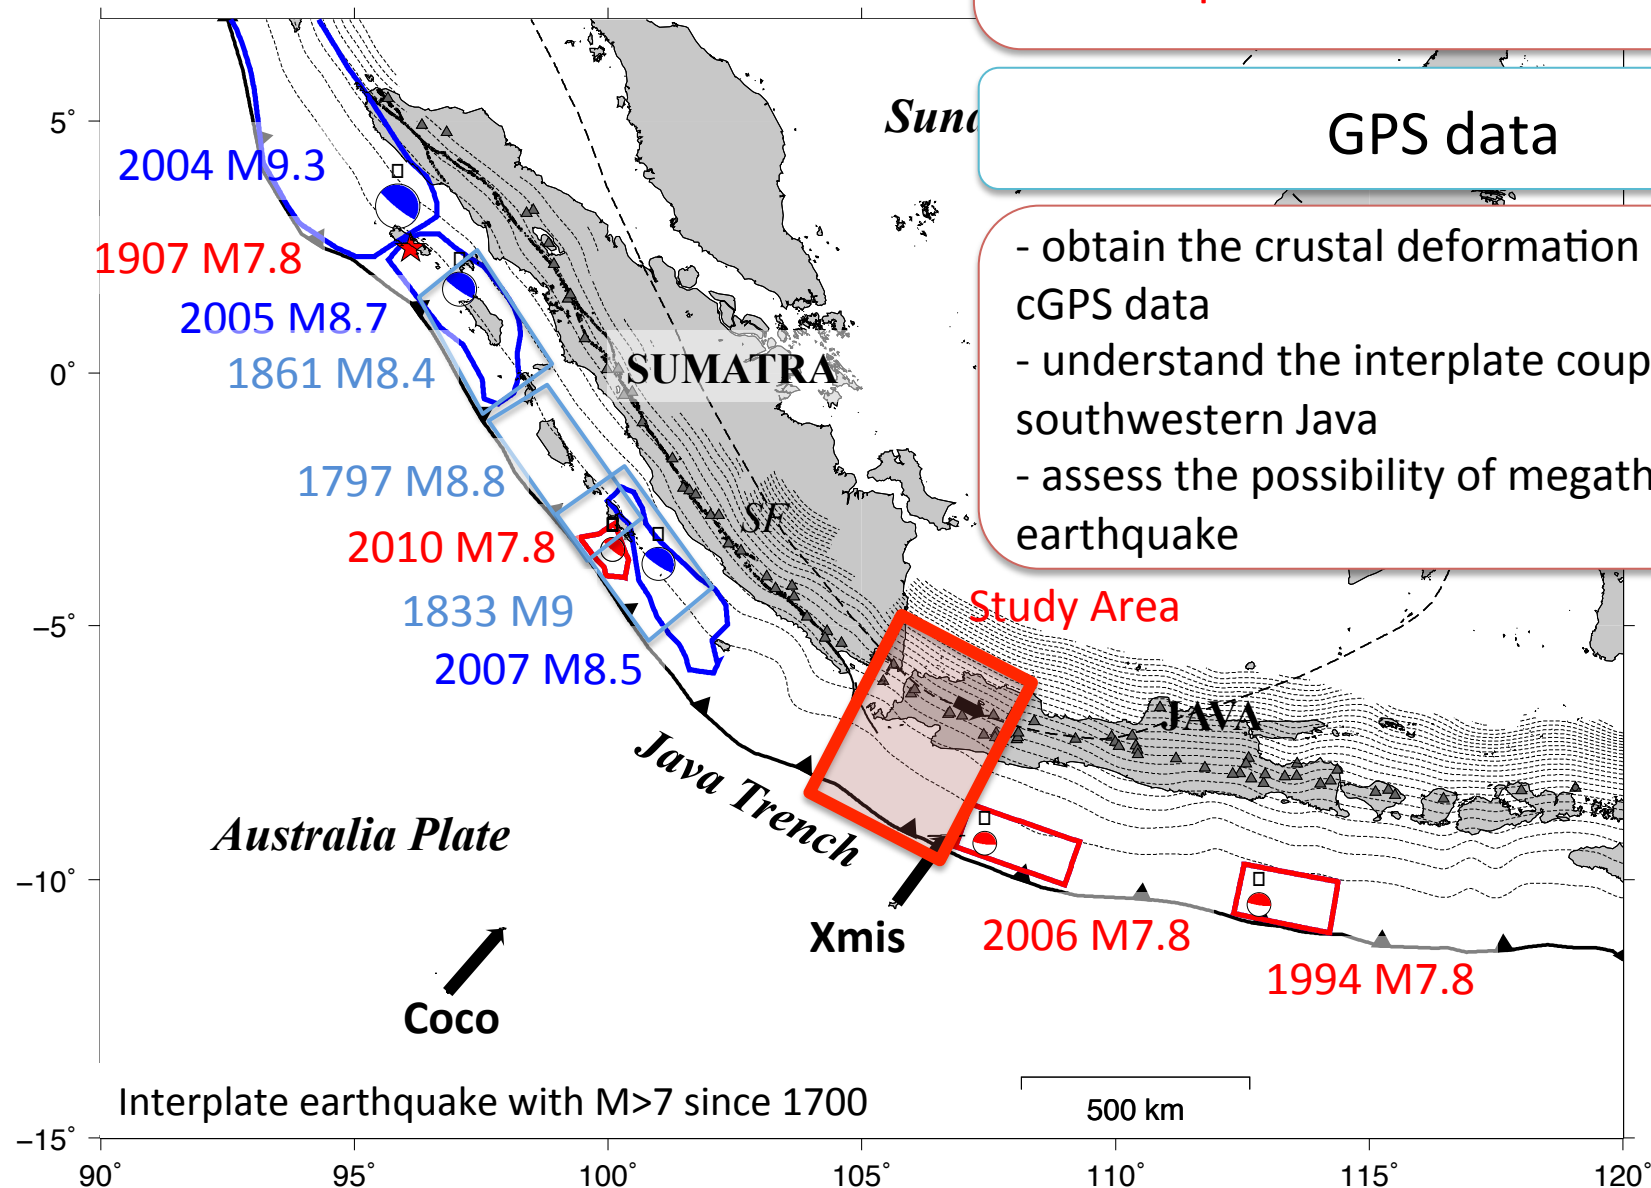 Sund
GPS data
5°
2004 M9.3
1907 M7.8
2005 M8.7
- obtain the crustal deformation
cGPS data
- understand the interplate coup
southwestern Java
- assess the possibility of megath
earthquake
0°
1861 M8.4
SUMATRA
1797 M8.8
SF
2010 M7.8
1833 M9
−5°
Study Area
2007 M8.5
JAVA
Java Trench
Australia Plate
−10°
Xmis
2006 M7.8
1994 M7.8
Coco
Interplate earthquake with M>7 since 1700
500 km
−15°
90° 95° 100° 105° 110° 115° 120°